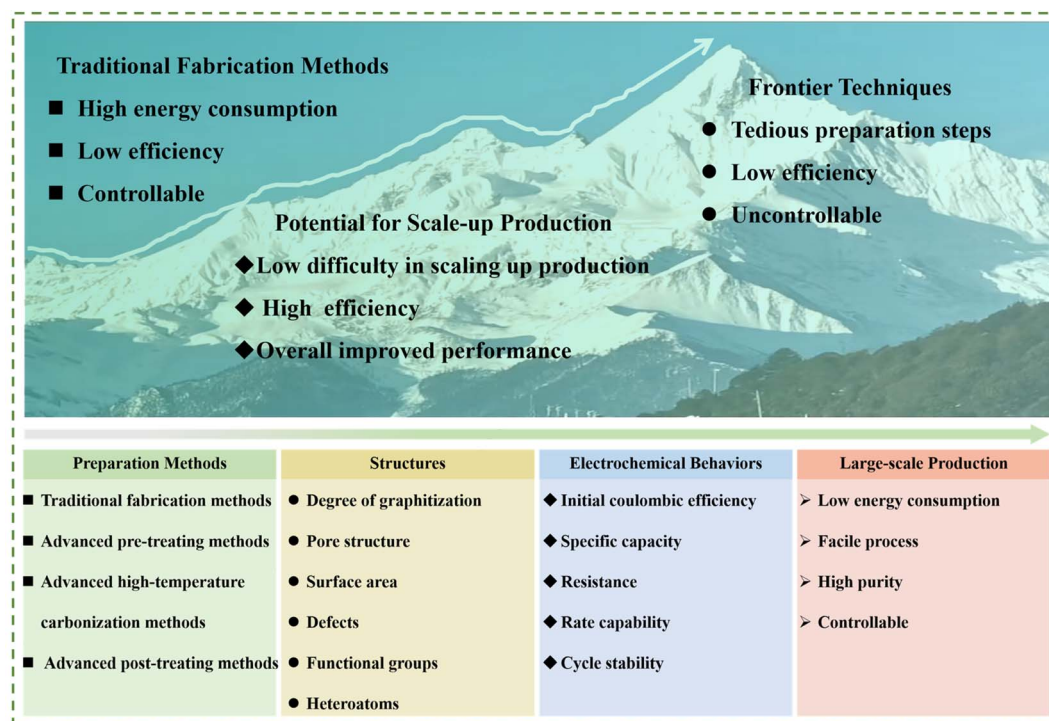 Traditional Fabrication Methods
High energy consumption
Low efficiency
Controllable
Frontier Techniques
Tedious preparation steps
Low efficiency
Uncontrollable
Potential for Scale-up Production
Low difficulty in scaling up production
High efficiency
Overall improved performance
Preparation Methods
Traditional fabrication methods
Advanced pre-treating methods
Advanced high-temperature
carbonization methods
Advanced post-treating methods
Structures
Degree of graphitization
Pore structure
Surface area
Defects
Functional groups
Heteroatoms
Electrochemical Behaviors
Initial coulombic efficiency
Specific capacity
Resistance
Rate capability
Cycle stability
Large-scale Production
Low energy consumption
Facile process
High purity
Controllable